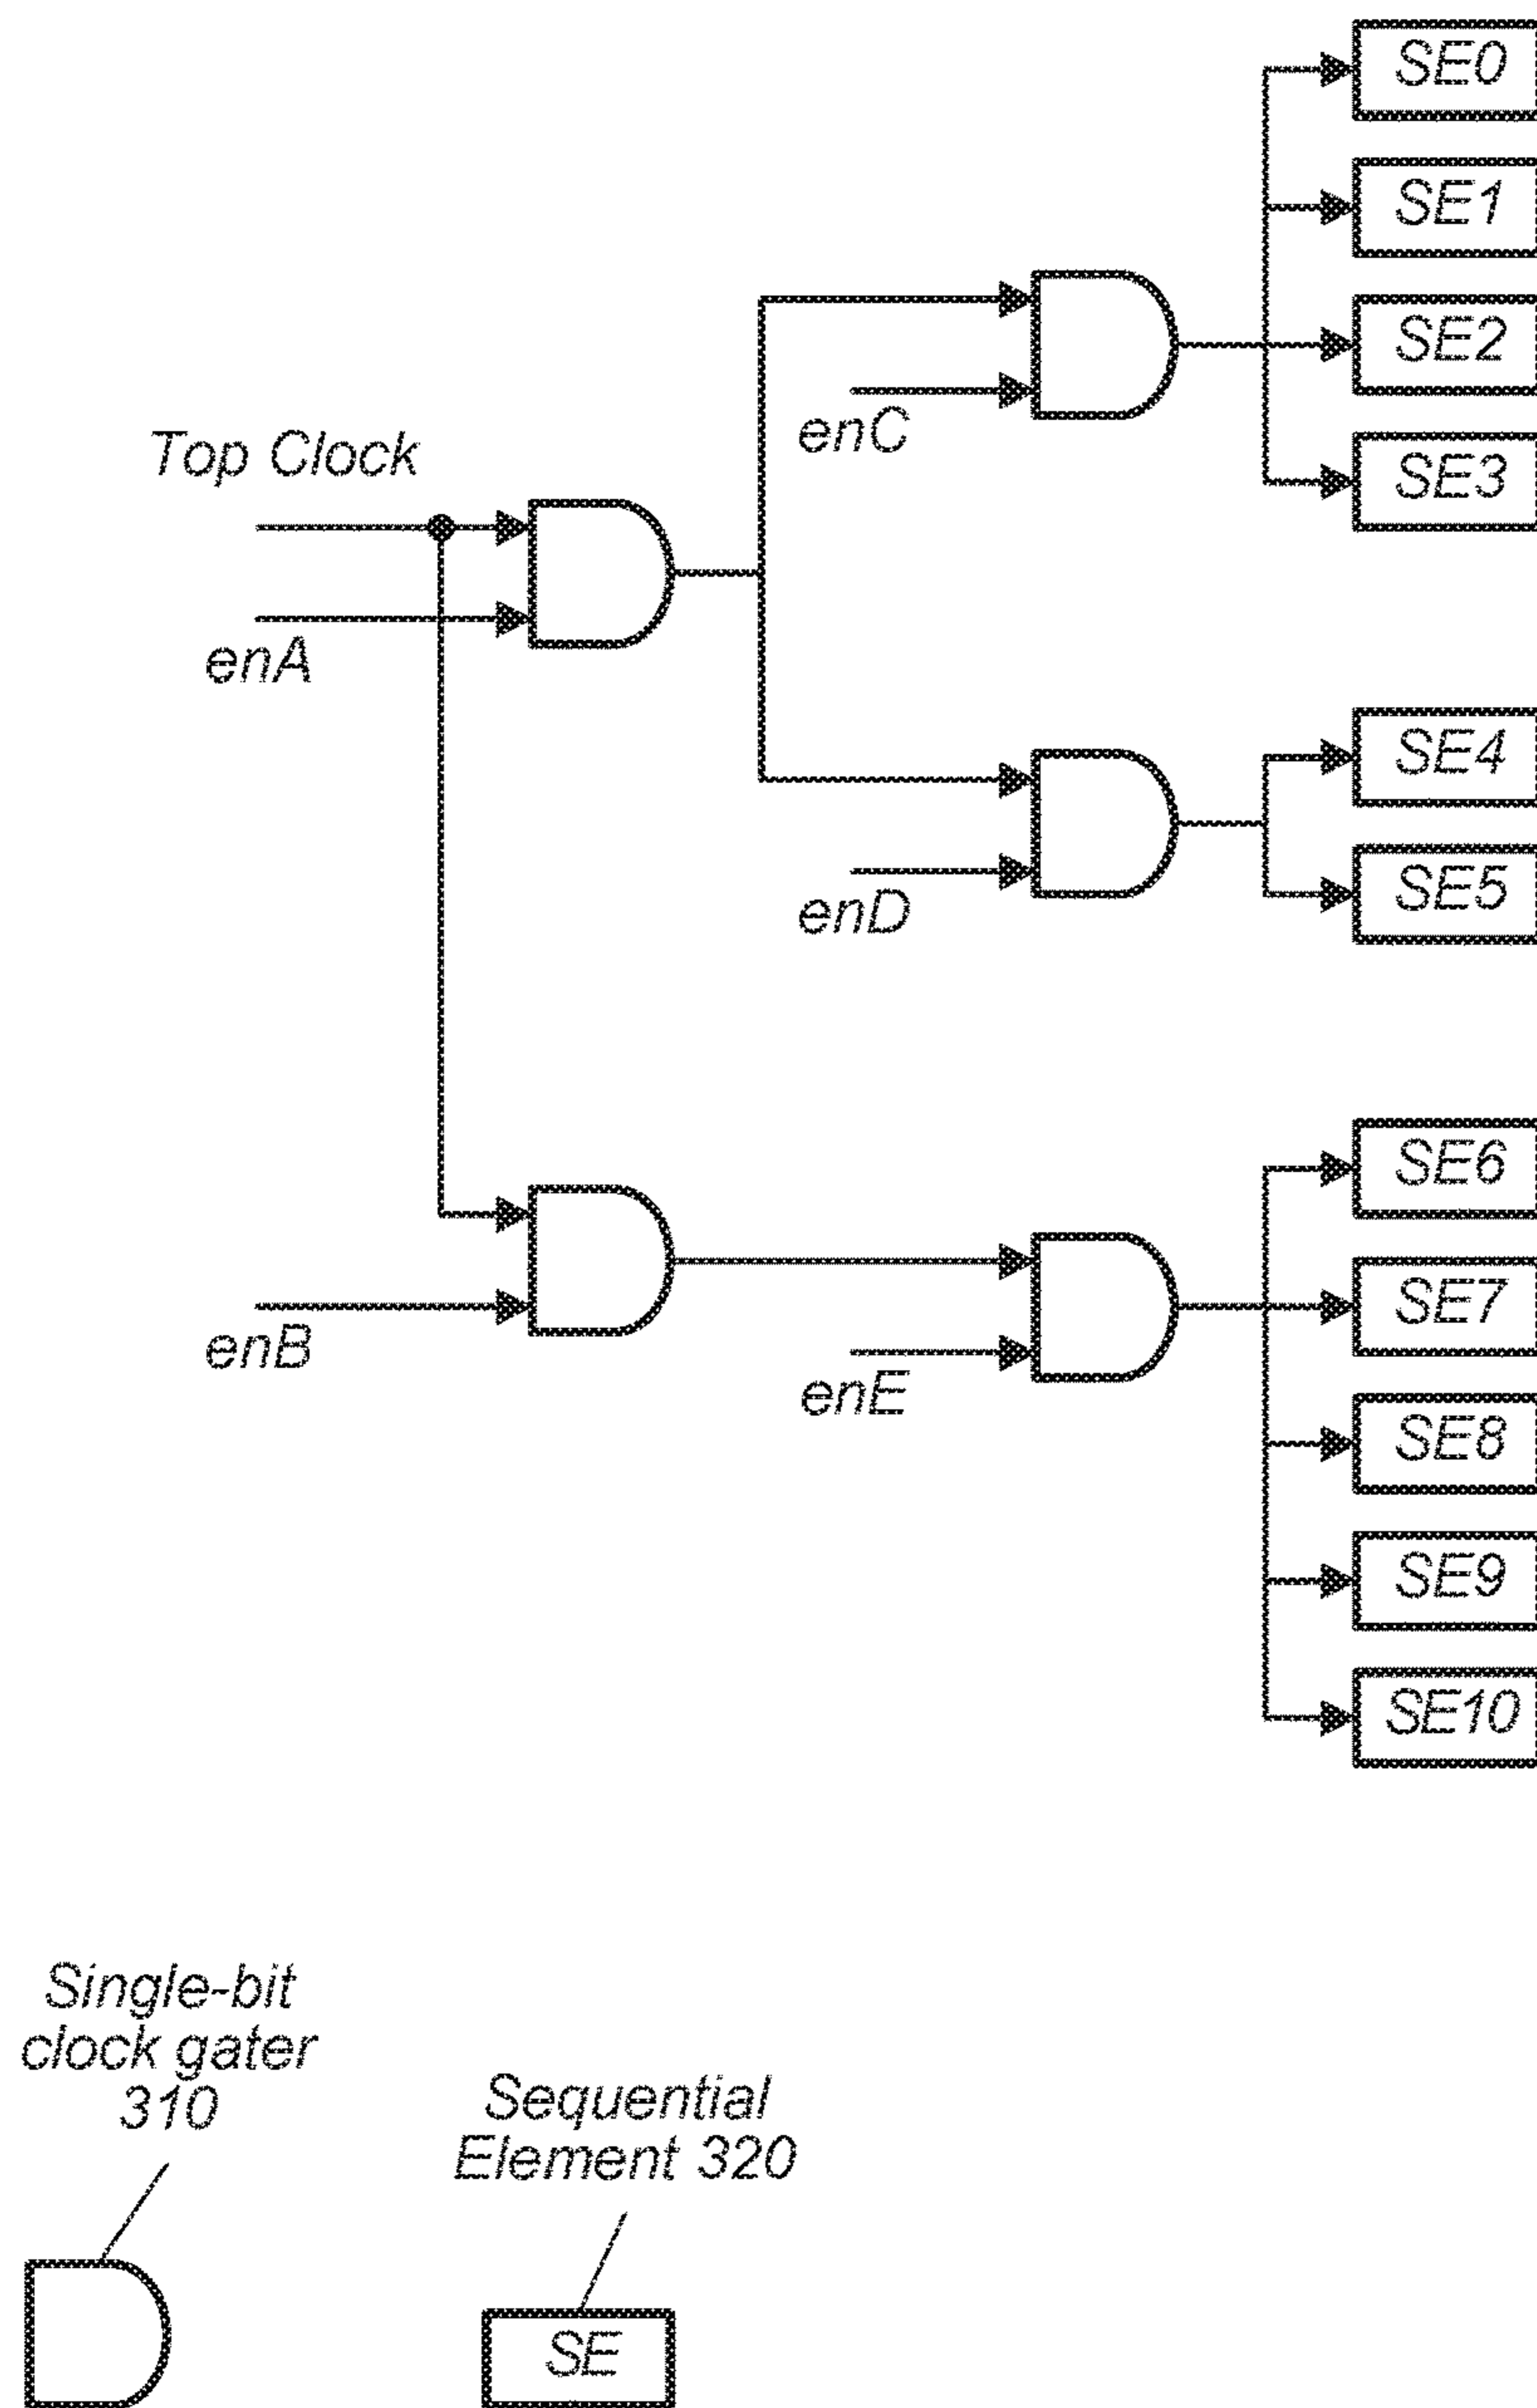 SE0
SE1
SE2
enC
Top Clock
SE3
enA
SE4
SE5
enD
SE6
SE7
enB
enE
SE8
SE9
SE10
Single-bit
clock gater
310
Sequential
Element 320
SE